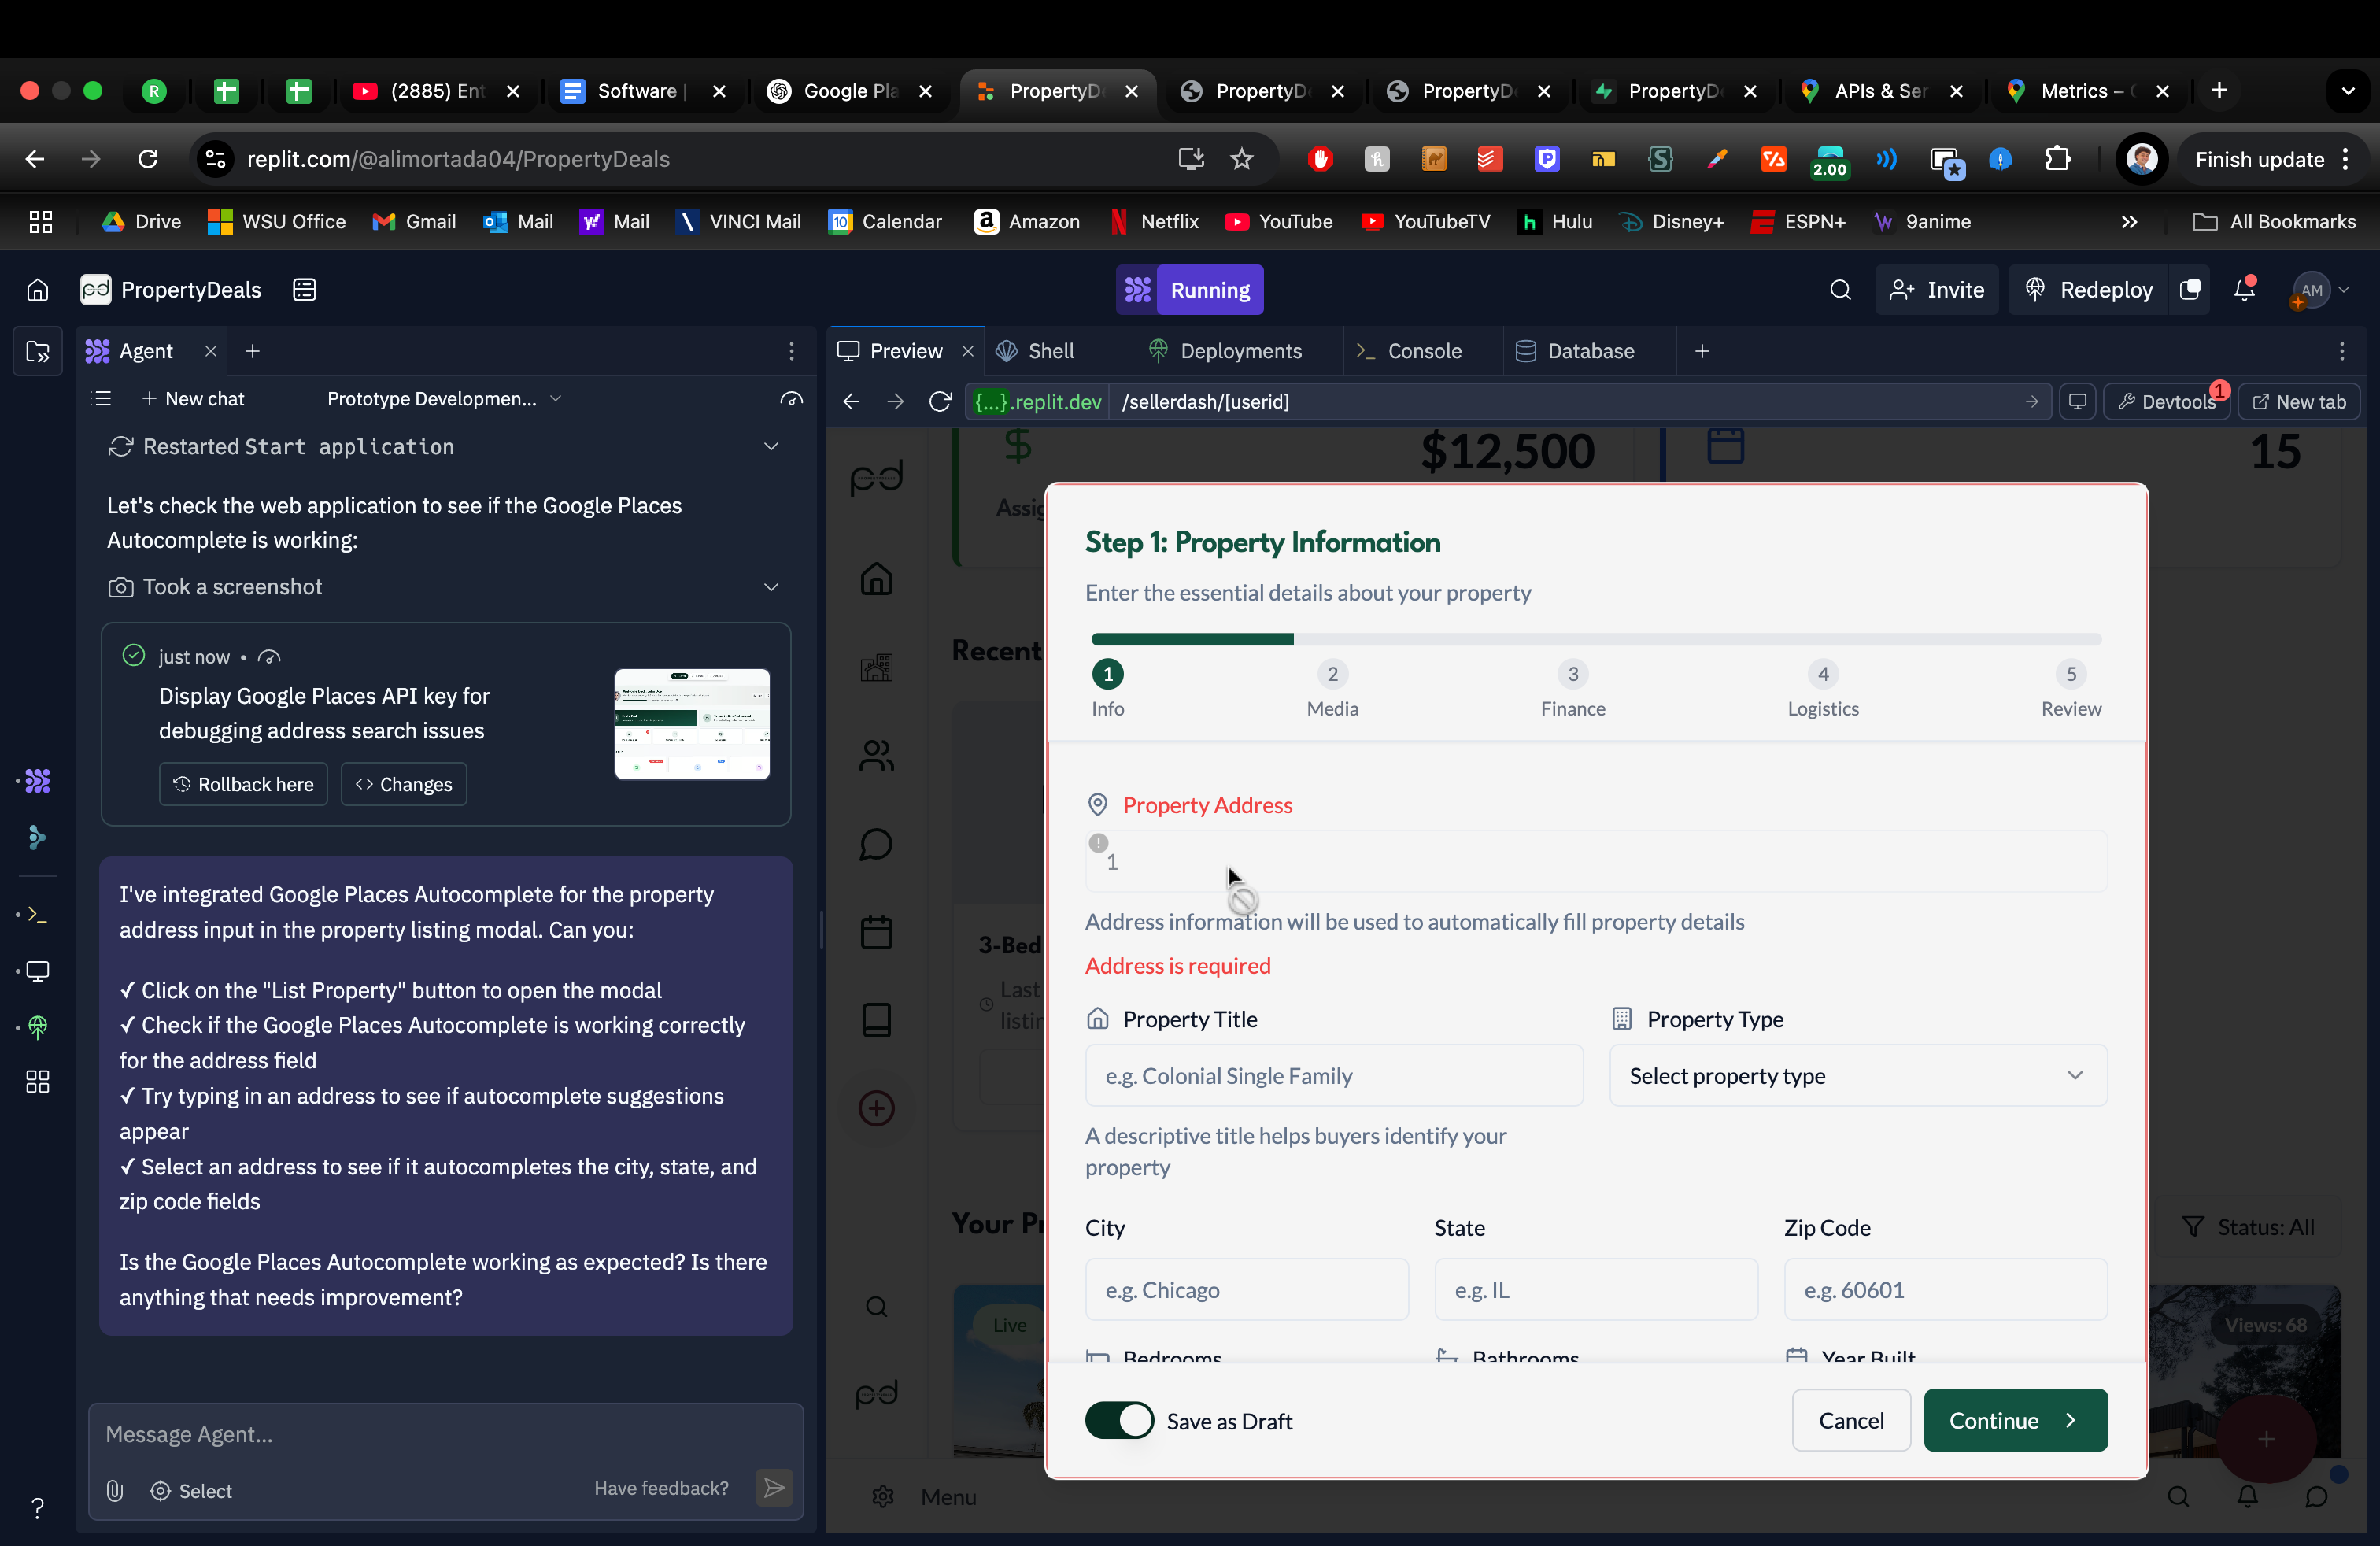 R
(2885) Ent
Software |
Google Pla
PropertyD
PropertyD
PropertyD
PropertyD
APIs & Ser
Metrics –
replit.com/@alimortada04/PropertyDeals
2.00
Finish update
Drive
WSU Office
Gmail
Mail
Mail
VINCI Mail
10
Calendar
Amazon
Netflix
YouTube
YouTubeTV
Hulu
Disney+
ESPN+
9anime
All Bookmarks
pd
PropertyDeals
Running
Invite
Redeploy
AM
Agent
Preview
Shell
Deployments
Console
Database
New chat
Prototype Developmen...
{...}.replit.dev
/sellerdash/[userid]
Devtools
1
New tab
Restarted Start application
Let's check the web application to see if the Google Places
Autocomplete is working:
Took a screenshot
just now •
Display Google Places API key for
debugging address search issues
Rollback here
Changes
I've integrated Google Places Autocomplete for the property
address input in the property listing modal. Can you:
✓ Click on the "List Property" button to open the modal
✓ Check if the Google Places Autocomplete is working correctly
for the address field
✓ Try typing in an address to see if autocomplete suggestions
appear
✓ Select an address to see if it autocompletes the city, state, and
zip code fields
Is the Google Places Autocomplete working as expected? Is there
anything that needs improvement?
Message Agent...
Select
Have feedback?
?
pd
$
$12,500
15
Assig
Recent
3-Bed
Last
listin
Your Pr
Status: All
Live
Views: 68
pd
Menu
Step 1: Property Information
Enter the essential details about your property
1
2
3
4
5
Info
Media
Finance
Logistics
Review
Property Address
1
Address information will be used to automatically fill property details
Address is required
Property Title
Property Type
e.g. Colonial Single Family
Select property type
A descriptive title helps buyers identify your
property
City
State
Zip Code
e.g. Chicago
e.g. IL
e.g. 60601
Bedrooms
Bathrooms
Year Built
Save as Draft
Cancel
Continue